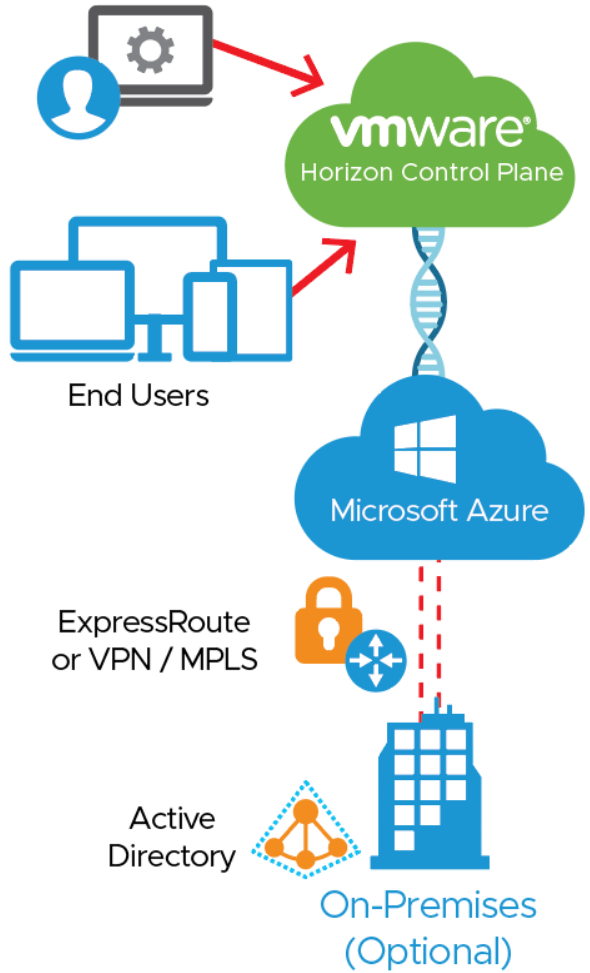 vmware®
Horizon Control Plane
End Users
Microsoft Azure
ExpressRoute
or VPN / MPLS
Active
Directory
On-Premises
(Optional)